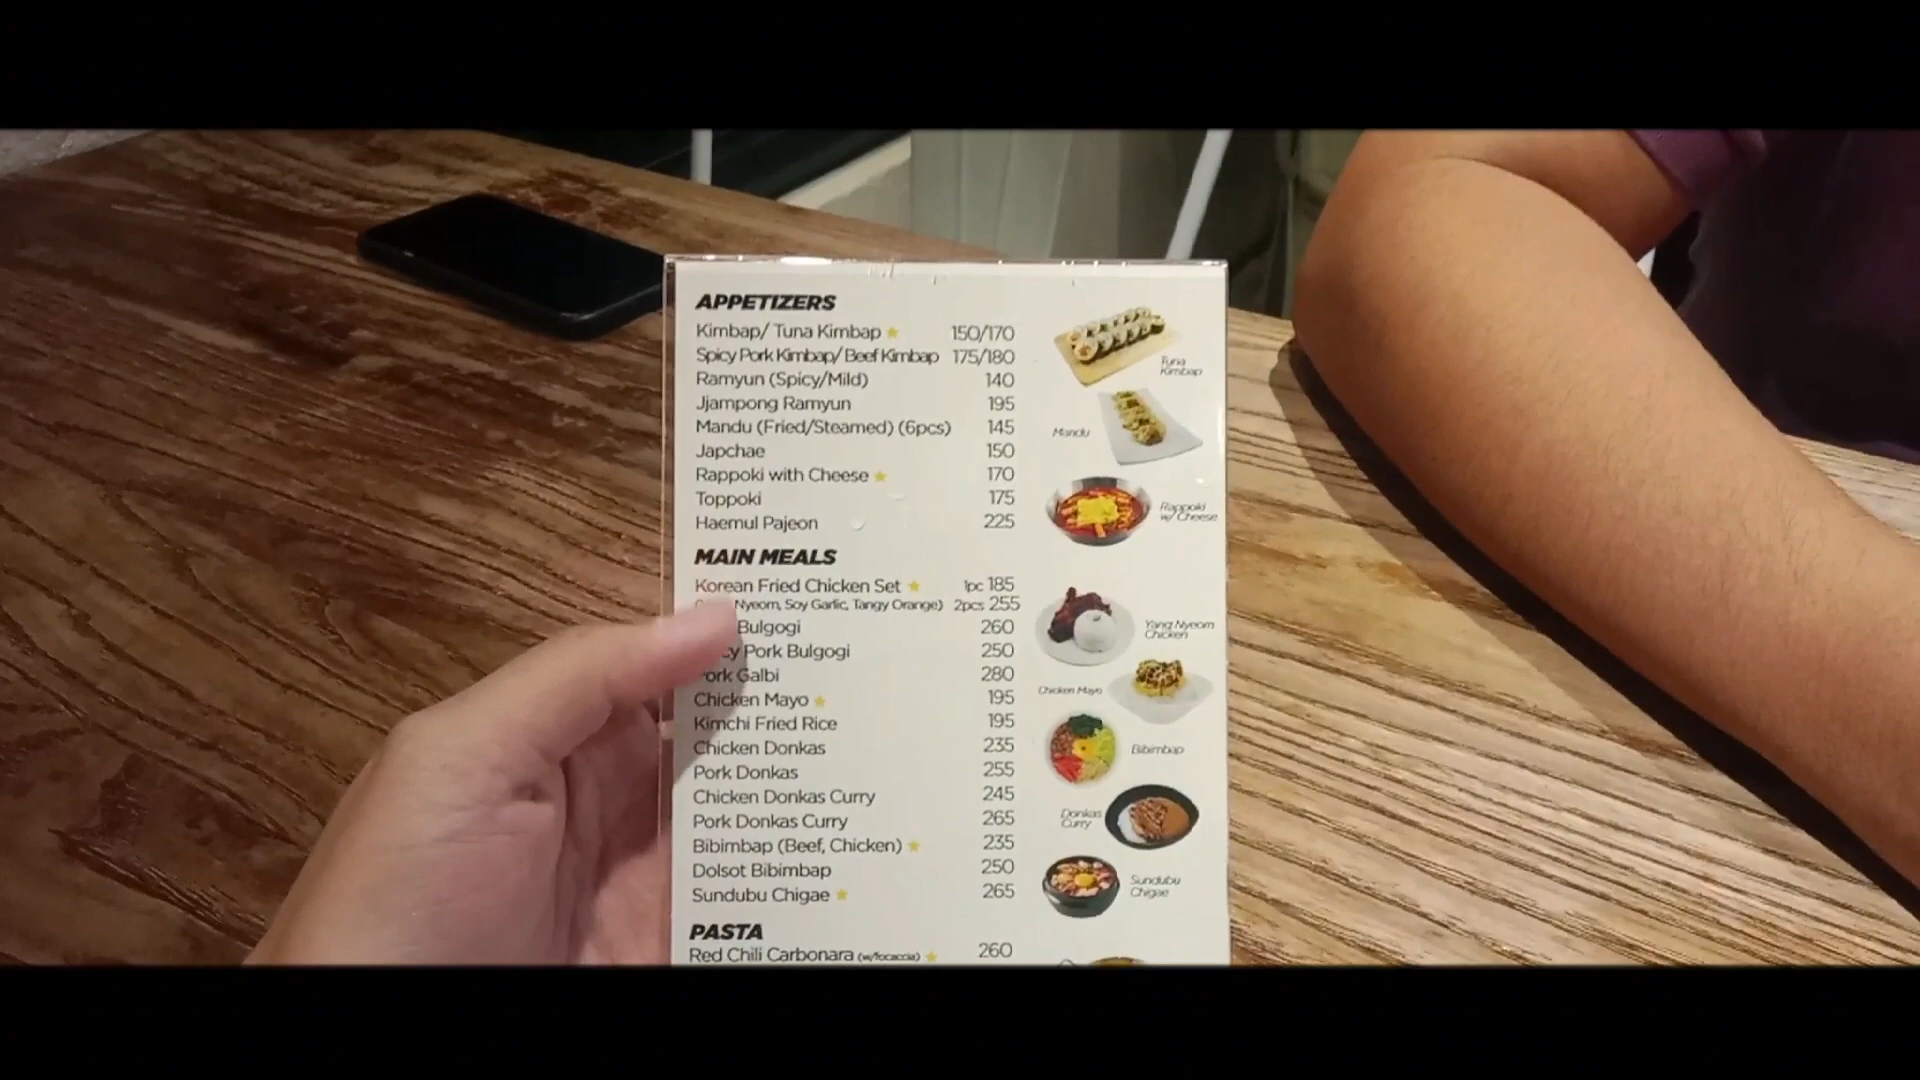 APPETIZERS
Kimbap/ Tuna Kimbap 150/170
Spicy Pork Kimbap/ Beef Kimbap 175/180
Ramyun (Spicy/Mild) 140
Jjampong Ramyun 195
Mandu (Fried/Steamed) (6pcs) 145
Japchae 150
Rappoki with Cheese 170
Toppoki 175
Haemul Pajeon 225
Tuna
Kimbap
Mandu
Rappoki
w/ Cheese
MAIN MEALS
Korean Fried Chicken Set 1pc 185
Nyeom, Soy Garlic, Tangy Orange) 2pcs 255
Bulgogi 260
Pork Bulgogi 250
Galbi 280
Chicken Mayo 195
Kimchi Fried Rice 195
Chicken Donkas 235
Pork Donkas 255
Chicken Donkas Curry 245
Pork Donkas Curry 265
Bibimbap (Beef, Chicken) 235
Dolsot Bibimbap 250
Sundubu Chigae 265
Yang Nyeom
Chicken
Chicken Mayo
Bibimbap
Donkas
Curry
Sundubu
Chigae
PASTA
Red Chili Carbonara (w/focaccia) 260